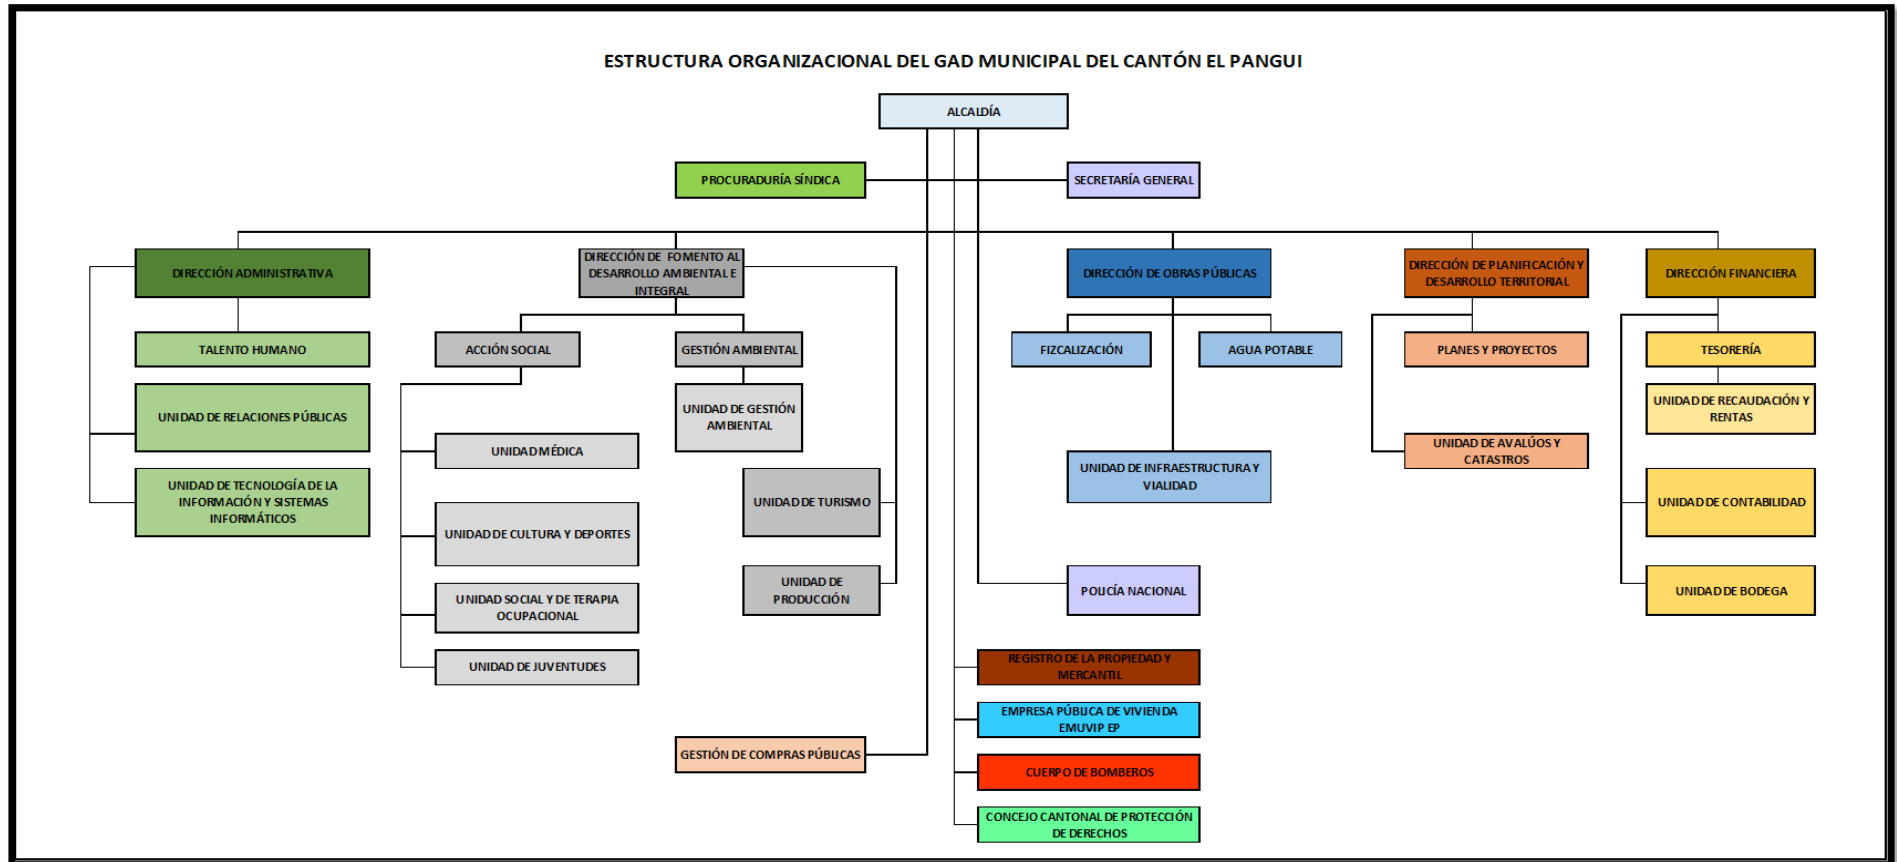 ESTRUCTURA ORGANIZACIONAL DEL GAD MUNICIPAL DEL CANTÓN EL PANGUI
ALCALDÍA
PROCURADURÍA SÍNDICA
SECRETARÍA GENERAL
DIRECCIÓN ADMINISTRATIVA
DIRECCIÓN DE FOMENTO AL
DESARROLLO AMBIENTAL E
INTEGRAL
DIRECCIÓN DE OBRAS PÚBLICAS
DIRECCIÓN DE PLANIFICACIÓN Y
DESARROLLO TERRITORIAL
DIRECCIÓN FINANCIERA
TALENTO HUMANO
ACCIÓN SOCIAL
GESTIÓN AMBIENTAL
FIZCALIZACIÓN
AGUA POTABLE
PLANES Y PROYECTOS
TESORERÍA
UNIDAD DE RELACIONES PÚBLICAS
UNIDAD DE GESTIÓN
AMBIENTAL
UNIDAD DE RECAUDACIÓN Y
RENTAS
UNIDAD MÉDICA
UNIDAD DE INFRAESTRUCTURA Y
VIALIDAD
UNIDAD DE AVALÚOS Y
CATASTROS
UNIDAD DE TECNOLOGÍA DE LA
INFORMACIÓN Y SISTEMAS
INFORMÁTICOS
UNIDAD DE TURISMO
UNIDAD DE CONTABILIDAD
UNIDAD DE CULTURA Y DEPORTES
UNIDAD DE
PRODUCCIÓN
POLICÍA NACIONAL
UNIDAD DE BODEGA
UNIDAD SOCIAL Y DE TERAPIA
OCUPACIONAL
UNIDAD DE JUVENTUDES
REGISTRO DE LA PROPIEDAD Y
MERCANTIL
EMPRESA PÚBLICA DE VIVIENDA
EMUVIP EP
GESTIÓN DE COMPRAS PÚBLICAS
CUERPO DE BOMBEROS
CONCEJO CANTONAL DE PROTECCIÓN
DE DERECHOS